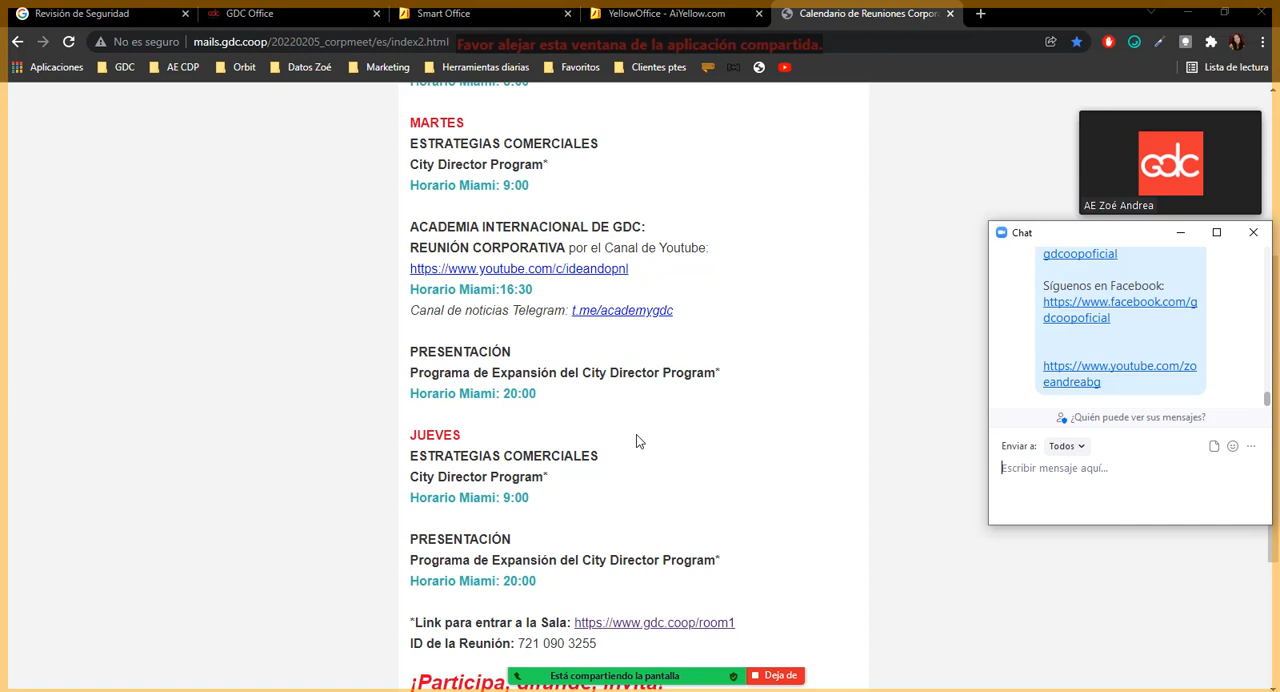 Revisión de Seguridad
GDC Office
Smart Office
YellowOffice - AiYellow.com
Calendario de Reuniones Corpor
No es seguro
mails.gdc.coop/20220205_corpmeet/es/index2.html
Favor alejar esta ventana de la aplicación compartida.
Aplicaciones
GDC
AE CDP
Orbit
Datos Zoé
Marketing
Herramientas diarias
Favoritos
Clientes ptes
Lista de lectura
MARTES
ESTRATEGIAS COMERCIALES
City Director Program*
Horario Miami: 9:00
ACADEMIA INTERNACIONAL DE GDC:
REUNIÓN CORPORATIVA por el Canal de Youtube:
https://www.youtube.com/c/ideandopnl
Horario Miami:16:30
Canal de noticias Telegram: t.me/academygdc
PRESENTACIÓN
Programa de Expansión del City Director Program*
Horario Miami: 20:00
JUEVES
ESTRATEGIAS COMERCIALES
City Director Program*
Horario Miami: 9:00
PRESENTACIÓN
Programa de Expansión del City Director Program*
Horario Miami: 20:00
*Link para entrar a la Sala: https://www.gdc.coop/room1
ID de la Reunión: 721 090 3255
¡Participa, difunde, invita!
Está compartiendo la pantalla
Deja de
gdc
AE Zoé Andrea
Chat
gdcoopoficial
Síguenos en Facebook:
https://www.facebook.com/g
dcoopoficial
https://www.youtube.com/zo
eandreabg
¿Quién puede ver sus mensajes?
Enviar a: Todos
Escribir mensaje aquí...